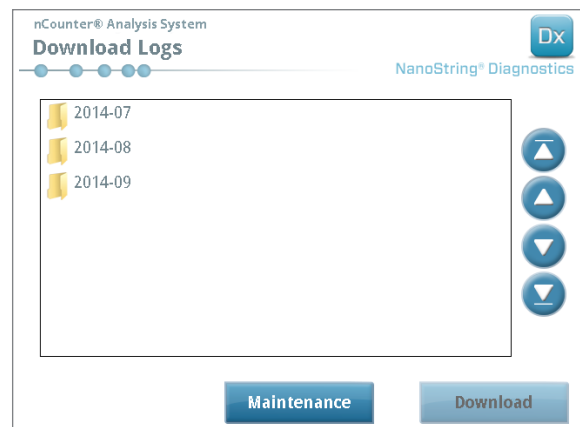 nCounter® Analysis System
Download Logs
Dx
NanoString® Diagnostics
2014-07
2014-08
2014-09
Maintenance
Download